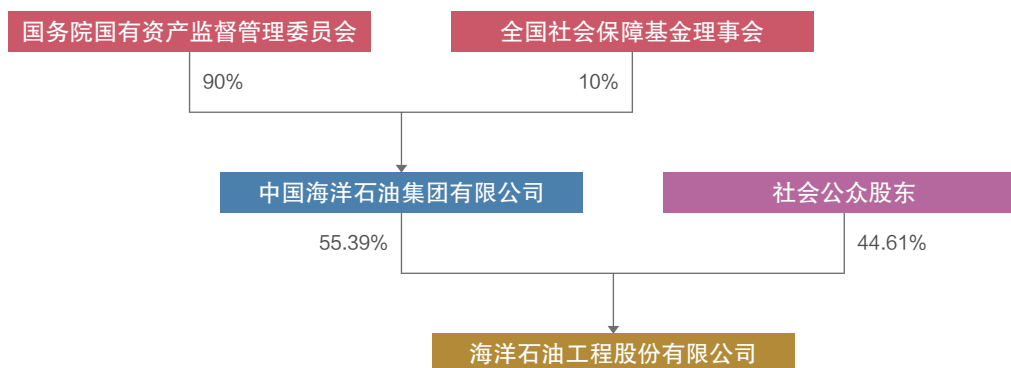 国务院国有资产监督管理委员会
全国社会保障基金理事会
90%
10%
中国海洋石油集团有限公司
社会公众股东
55.39%
44.61%
海洋石油工程股份有限公司